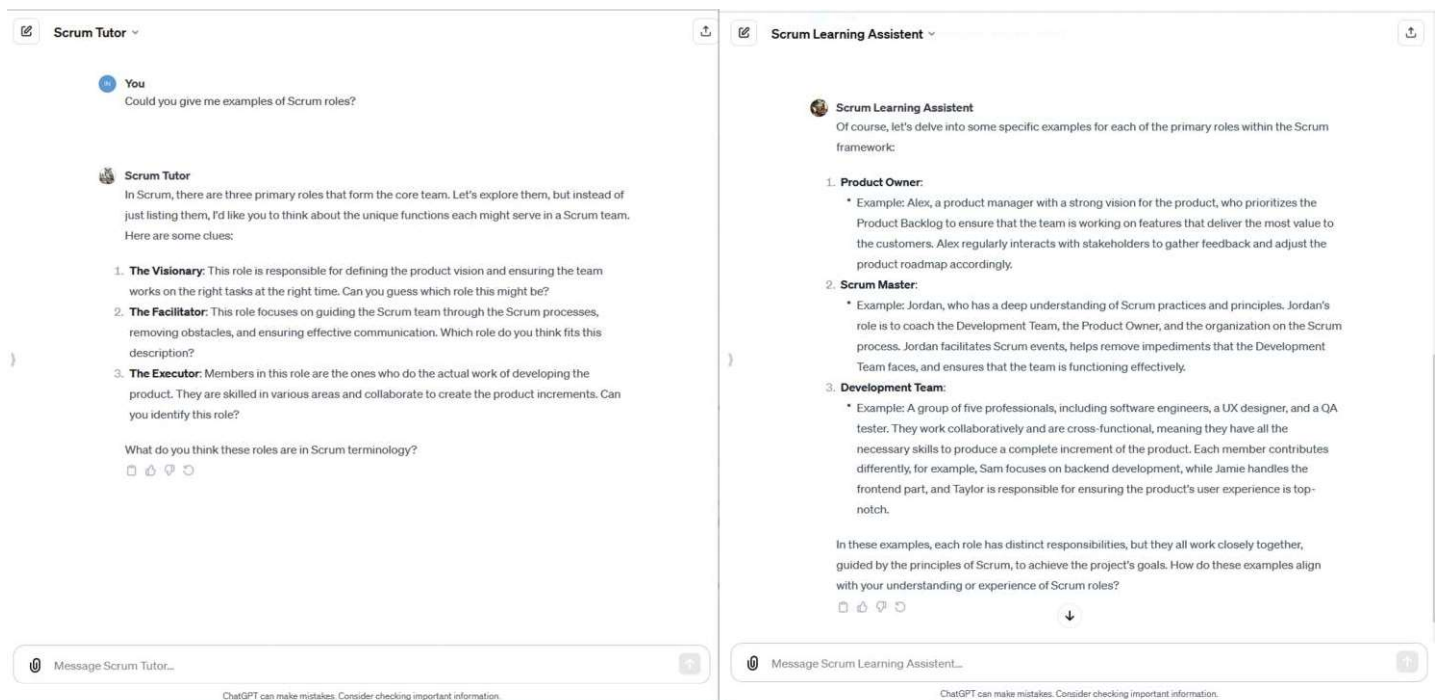 Scrum Tutor
You
Could you give me examples of Scrum roles?
Scrum Tutor
In Scrum, there are three primary roles that form the core team. Let's explore them, but instead of
just listing them, I'd like you to think about the unique functions each might serve in a Scrum team.
Here are some clues:
1. The Visionary: This role is responsible for defining the product vision and ensuring the team
works on the right tasks at the right time. Can you guess which role this might be?
2. The Facilitator: This role focuses on guiding the Scrum team through the Scrum processes,
removing obstacles, and ensuring effective communication. Which role do you think fits this
description?
3. The Executor: Members in this role are the ones who do the actual work of developing the
product. They are skilled in various areas and collaborate to create the product increments. Can
you identify this role?
What do you think these roles are in Scrum terminology?
Message Scrum Tutor...
ChatGPT can make mistakes. Consider checking important information.
Scrum Learning Assistent
Scrum Learning Assistent
Of course, let's delve into some specific examples for each of the primary roles within the Scrum
framework:
1. Product Owner:
• Example: Alex, a product manager with a strong vision for the product, who prioritizes the
Product Backlog to ensure that the team is working on features that deliver the most value to
the customers. Alex regularly interacts with stakeholders to gather feedback and adjust the
product roadmap accordingly.
2. Scrum Master:
• Example: Jordan, who has a deep understanding of Scrum practices and principles. Jordan's
role is to coach the Development Team, the Product Owner, and the organization on the Scrum
process. Jordan facilitates Scrum events, helps remove impediments that the Development
Team faces, and ensures that the team is functioning effectively.
3. Development Team:
• Example: A group of five professionals, including software engineers, a UX designer, and a QA
tester. They work collaboratively and are cross-functional, meaning they have all the
necessary skills to produce a complete increment of the product. Each member contributes
differently, for example, Sam focuses on backend development, while Jamie handles the
frontend part, and Taylor is responsible for ensuring the product's user experience is top-
notch.
In these examples, each role has distinct responsibilities, but they all work closely together,
guided by the principles of Scrum, to achieve the project's goals. How do these examples align
with your understanding or experience of Scrum roles?
Message Scrum Learning Assistent...
ChatGPT can make mistakes. Consider checking important information.